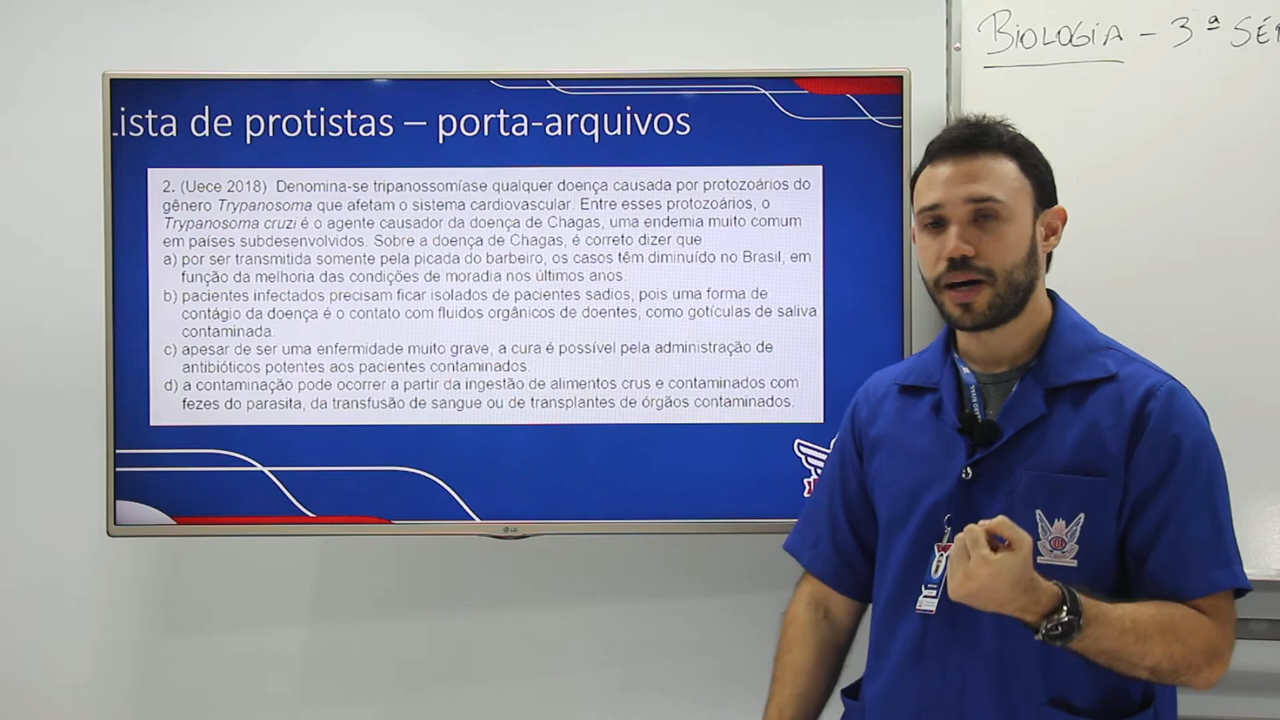 BIOLOGIA - 3ª SÉ
Lista de protistas – porta-arquivos
2. (Uece 2018) Denomina-se tripanossomíase qualquer doença causada por protozoários do
gênero Trypanosoma que afetam o sistema cardiovascular. Entre esses protozoários, o
Trypanosoma cruzi é o agente causador da doença de Chagas, uma endemia muito comum
em países subdesenvolvidos. Sobre a doença de Chagas, é correto dizer que
a) por ser transmitida somente pela picada do barbeiro, os casos têm diminuído no Brasil, em
função da melhoria das condições de moradia nos últimos anos.
b) pacientes infectados precisam ficar isolados de pacientes sadios, pois uma forma de
contágio da doença é o contato com fluidos orgânicos de doentes, como gotículas de saliva
contaminada.
c) apesar de ser uma enfermidade muito grave, a cura é possível pela administração de
antibióticos potentes aos pacientes contaminados.
d) a contaminação pode ocorrer a partir da ingestão de alimentos crus e contaminados com
fezes do parasita, da transfusão de sangue ou de transplantes de órgãos contaminados.
LG